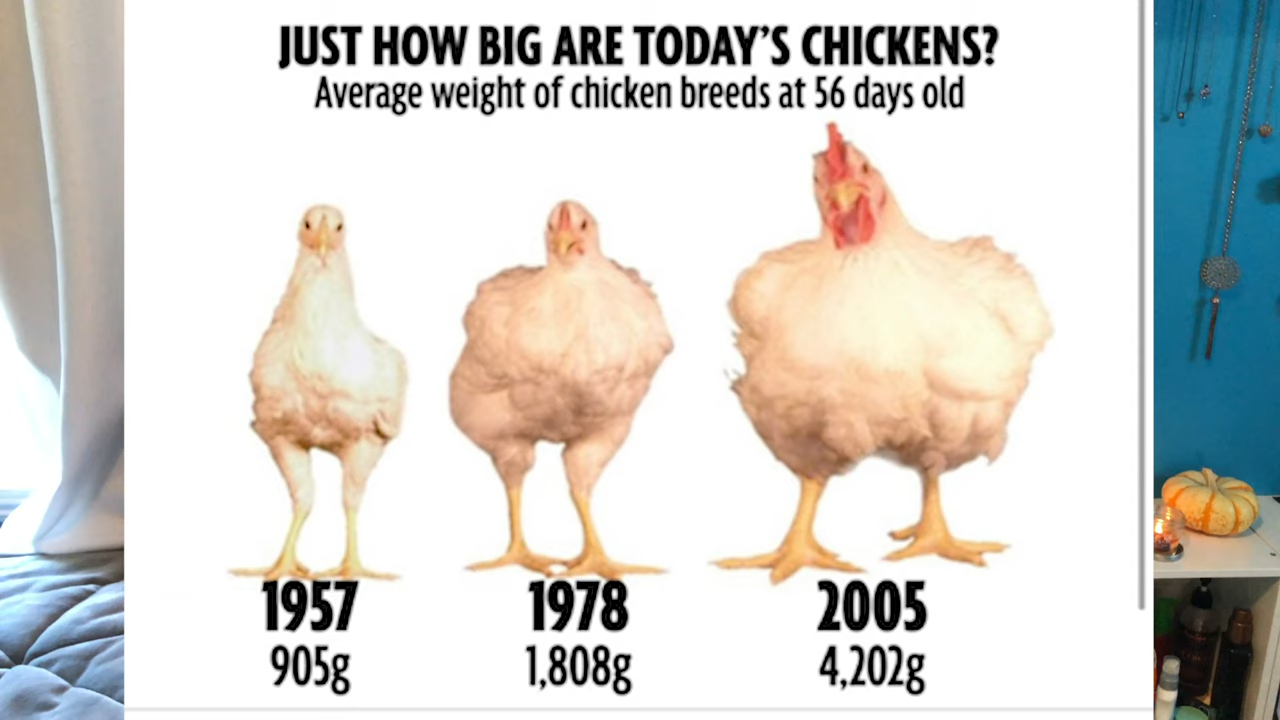 JUST HOW BIG ARE TODAY'S CHICKENS?
Average weight of chicken breeds at 56 days old
1957 1978 2005
905g 1,808g 4,202g